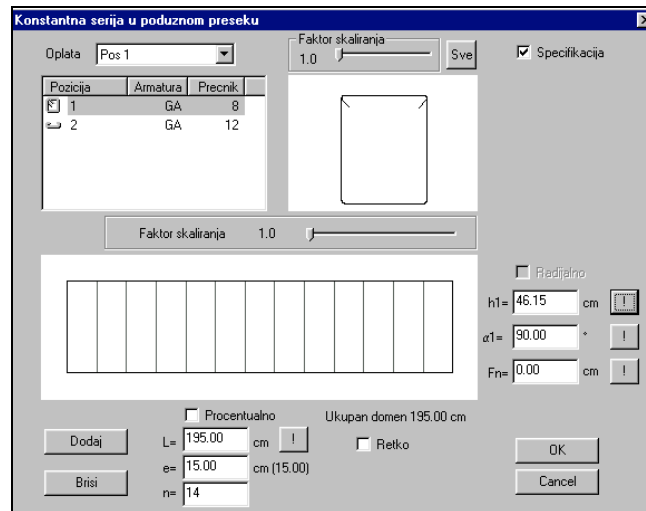 Konstantna serija u poduznom preseku
Oplata Pos 1
Faktor skaliranja
1.0
Sve
Specifikacija
Pozicija Armatura Precnik
1 GA 8
2 GA 12
Faktor skaliranja 1.0
Radijalno
h1= 46.15 cm !
α1= 90.00 ° !
Fn= 0.00 cm !
Procentualno
Ukupan domen 195.00 cm
Dodaj
L= 195.00 cm !
Retko
OK
e= 15.00 cm (15.00)
Brisi
Cancel
n= 14